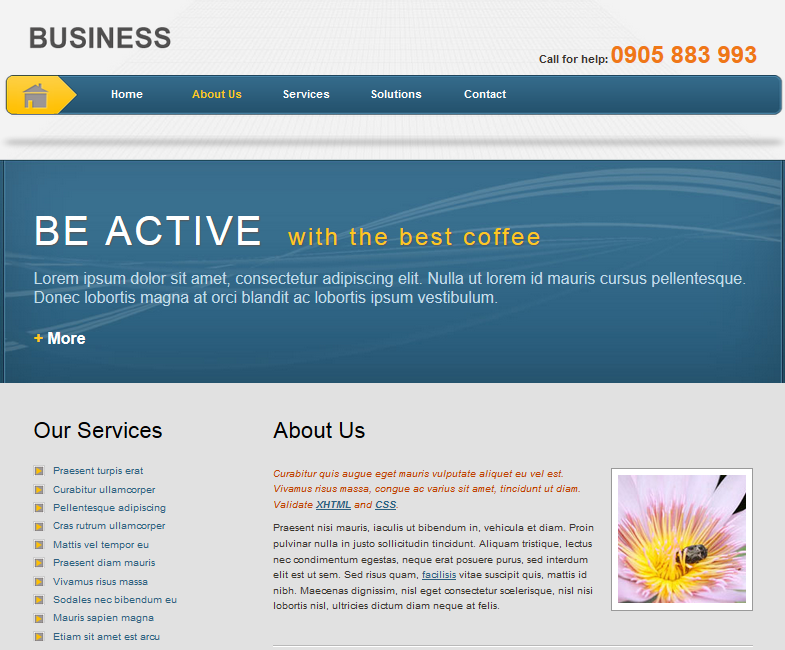 BUSINESS
Call for help: 0905 883 993
Home About Us Services Solutions Contact
BE ACTIVE with the best coffee
Lorem ipsum dolor sit amet, consectetur adipiscing elit. Nulla ut lorem id mauris cursus pellentesque.
Donec lobortis magna at orci blandit ac lobortis ipsum vestibulum.
+ More
Our Services
Praesent turpis erat
Curabitur ullamcorper
Pellentesque adipiscing
Cras rutrum ullamcorper
Mattis vel tempor eu
Praesent diam mauris
Vivamus risus massa
Sodales nec bibendum eu
Mauris sapien magna
Etiam sit amet est arcu
About Us
Curabitur quis augue eget mauris vulputate aliquet eu vel est.
Vivamus risus massa, congue ac varius sit amet, tincidunt ut diam.
Validate XHTML and CSS.
Praesent nisi mauris, iaculis ut bibendum in, vehicula et diam. Proin
pulvinar nulla in justo sollicitudin tincidunt. Aliquam tristique, lectus
nec condimentum egestas, neque erat posuere purus, sed interdum
elit est ut sem. Sed risus quam, facilisis vitae suscipit quis, mattis id
nibh. Maecenas dignissim, nisl eget consectetur scelerisque, nisl nisi
lobortis nisl, ultricies dictum diam neque at felis.